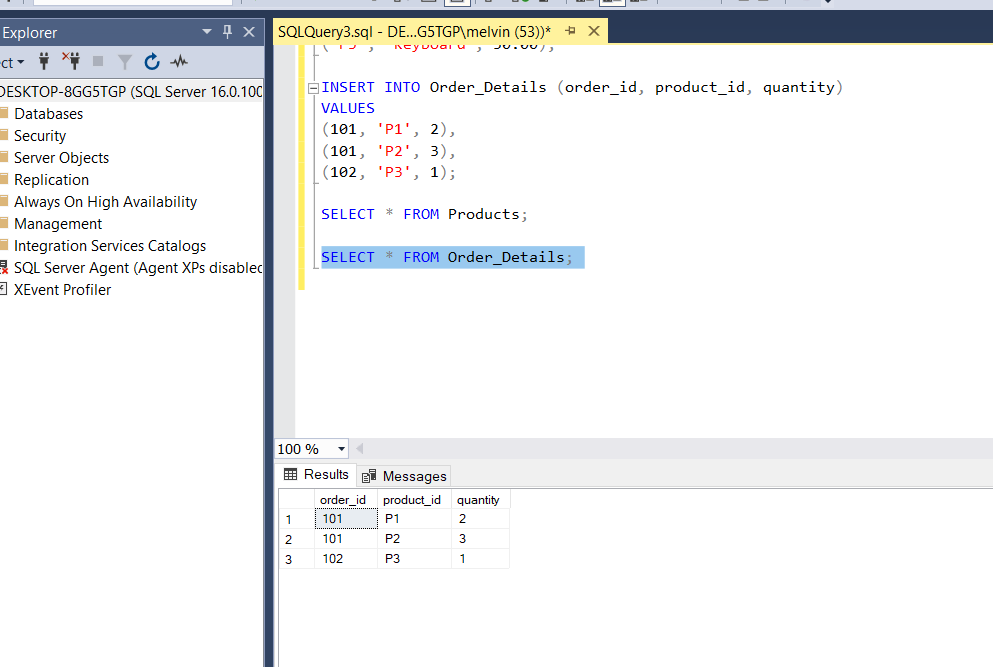 SQLQuery3.sql - DE...G5TGP\melvin (53))*
Explorer
ect
DESKTOP-8GG5TGP (SQL Server 16.0.100
Databases
Security
Server Objects
Replication
Always On High Availability
Management
Integration Services Catalogs
SQL Server Agent (Agent XPs disabled
XEvent Profiler
INSERT INTO Order_Details (order_id, product_id, quantity)
VALUES
(101, 'P1', 2),
(101, 'P2', 3),
(102, 'P3', 1);
SELECT * FROM Products;
SELECT * FROM Order_Details;
100 %
Results Messages
order_id product_id quantity
1 101 P1 2
2 101 P2 3
3 102 P3 1